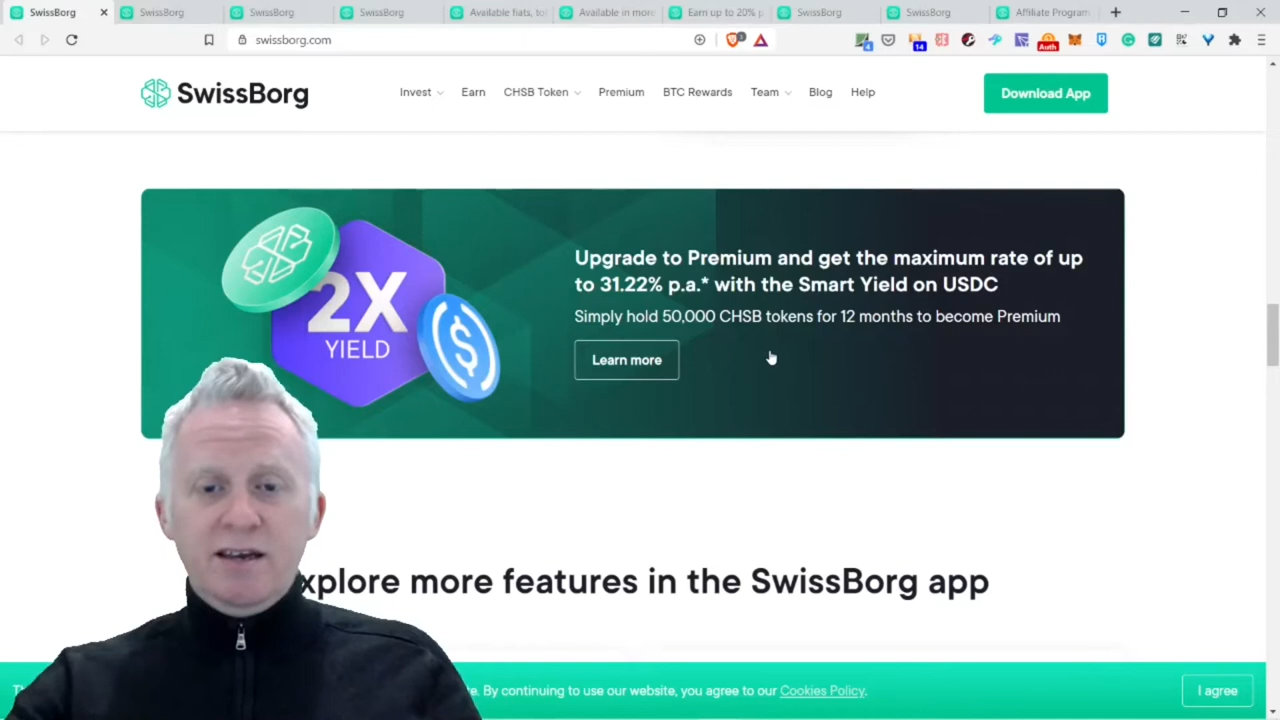 SwissBorg
SwissBorg
SwissBorg
SwissBorg
Available fiats, to
Available in more
Earn up to 20% p
SwissBorg
SwissBorg
Affiliate Program
swissborg.com
4
14
Auth
SwissBorg
Invest
Earn
CHSB Token
Premium
BTC Rewards
Team
Blog
Help
Download App
2X
YIELD
Upgrade to Premium and get the maximum rate of up
to 31.22% p.a.* with the Smart Yield on USDC
Simply hold 50,000 CHSB tokens for 12 months to become Premium
Learn more
xplore more features in the SwissBorg app
. By continuing to use our website, you agree to our Cookies Policy.
I agree